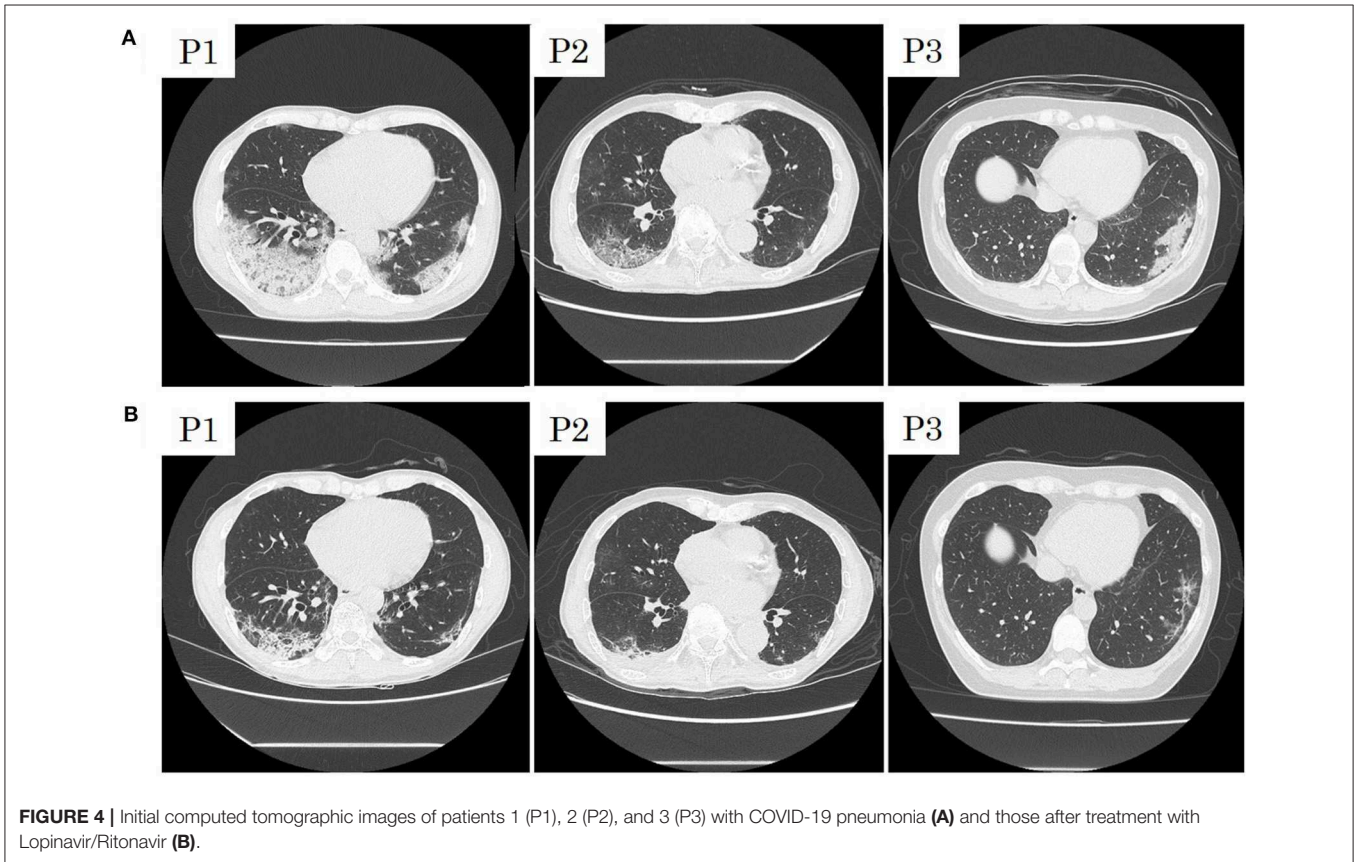 A
P1
P2
P3
B
P1
P2
P3
FIGURE 4 | Initial computed tomographic images of patients 1 (P1), 2 (P2), and 3 (P3) with COVID-19 pneumonia (A) and those after treatment with
Lopinavir/Ritonavir (B).